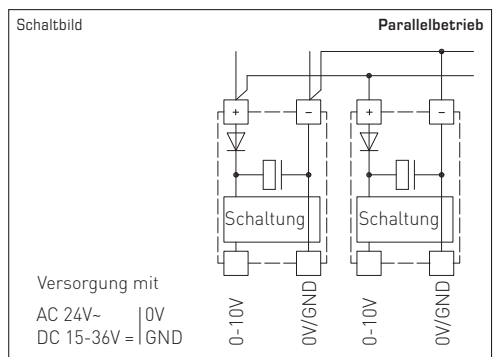 Schaltbild
Parallelbetrieb
+
–
+
–
Schaltung
Schaltung
Versorgung mit
AC 24V~ | 0V
DC 15-36V = | GND
0-10V
0V/GND
0-10V
0V/GND